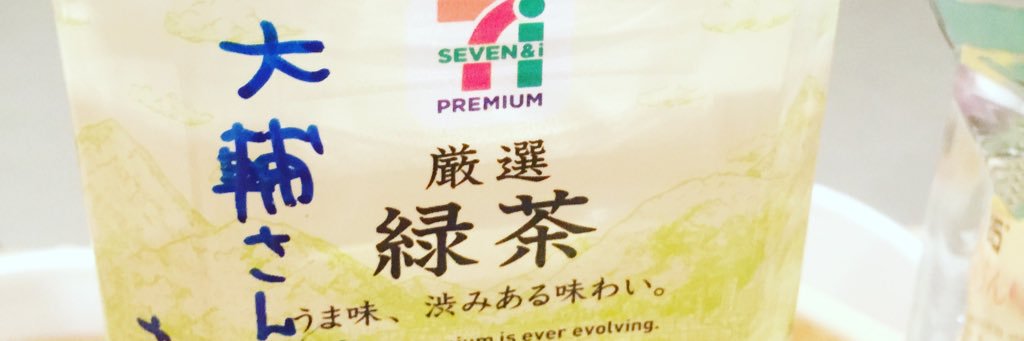 大輔さん
SEVEN&i
PREMIUM
厳選
緑茶
うま味、渋みある味わい。
is ever evolving.